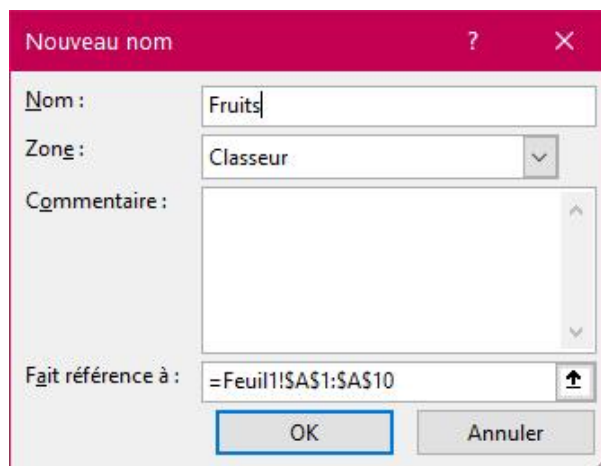 Nouveau nom ?
Nom : Fruits
Zone : Classeur
Commentaire :
Fait référence à : =Feuil1!$A$1:$A$10
OK Annuler